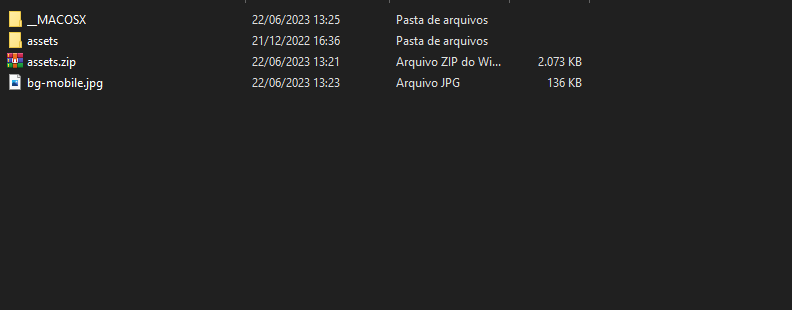 __MACOSX 22/06/2023 13:25 Pasta de arquivos
assets 21/12/2022 16:36 Pasta de arquivos
assets.zip 22/06/2023 13:21 Arquivo ZIP do Wi... 2.073 KB
bg-mobile.jpg 22/06/2023 13:23 Arquivo JPG 136 KB